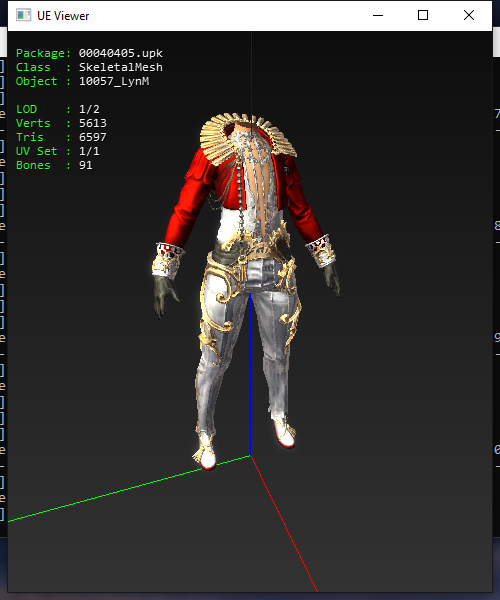 UE Viewer
Package: 00040405.upk
Class  : SkeletalMesh
Object : 10057_LynM
LOD    : 1/2
Verts  : 5613
Tris   : 6597
UV Set : 1/1
Bones  : 91